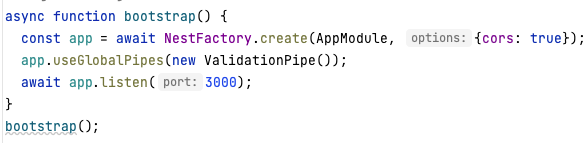 async function bootstrap() {
  const app = await NestFactory.create(AppModule, options: {cors: true});
  app.useGlobalPipes(new ValidationPipe());
  await app.listen(port: 3000);
}
bootstrap();